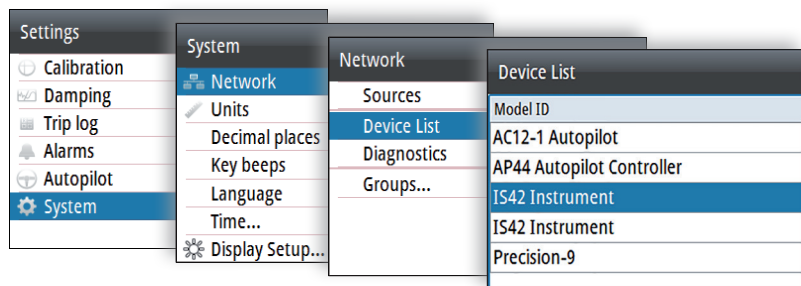 Settings
Calibration
Damping
Trip log
Alarms
Autopilot
System
System
Network
Units
Decimal places
Key beeps
Language
Time...
Display Setup...
Network
Sources
Device List
Diagnostics
Groups...
Device List
Model ID
AC12-1 Autopilot
AP44 Autopilot Controller
IS42 Instrument
IS42 Instrument
Precision-9